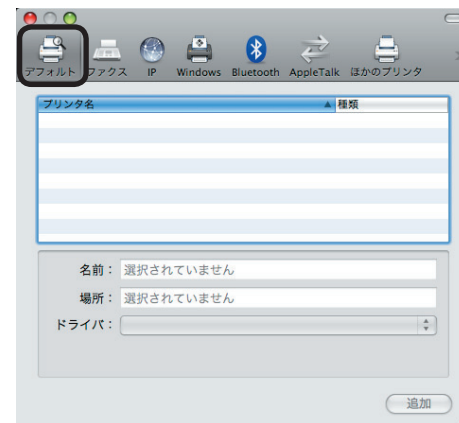 デフォルト ファクス IP Windows Bluetooth AppleTalk ほかのプリンタ
プリンタ名 種類
名前： 選択されていません
場所： 選択されていません
ドライバ：
追加